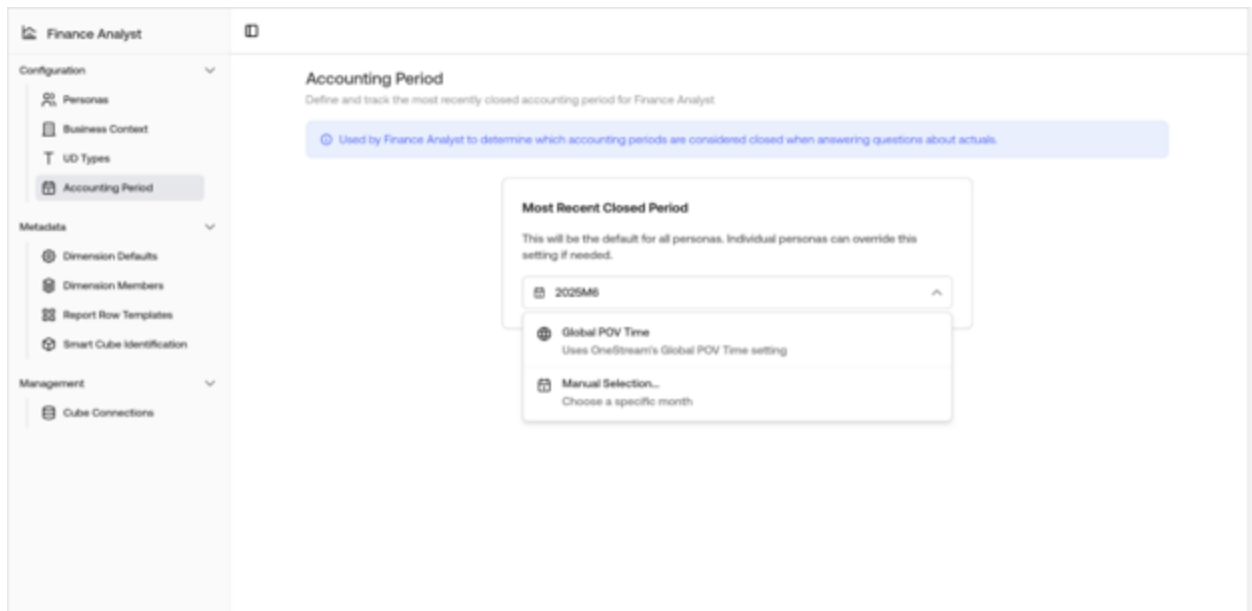 Finance Analyst
Configuration
Personas
Business Context
UD Types
Accounting Period
Metadata
Dimension Defaults
Dimension Members
Report Row Templates
Smart Cube Identification
Management
Cube Connections
Accounting Period
Define and track the most recently closed accounting period for Finance Analyst
Used by Finance Analyst to determine which accounting periods are considered closed when answering questions about actuals.
Most Recent Closed Period
This will be the default for all personas. Individual personas can override this
setting if needed.
2025M6
Global POV Time
Uses OneStream's Global POV Time setting
Manual Selection...
Choose a specific month